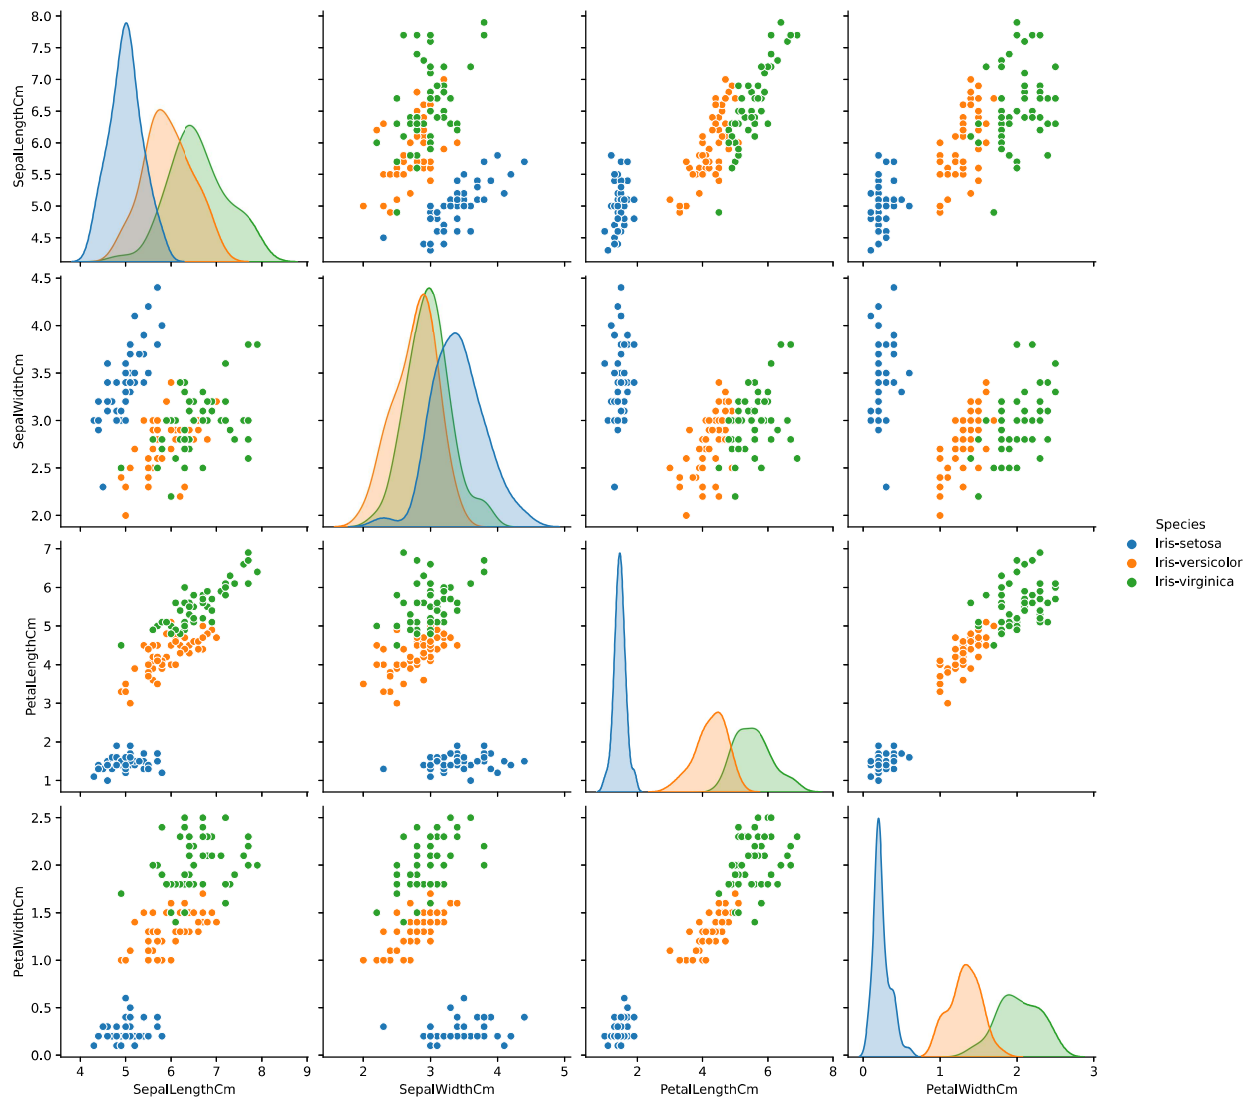 8.0
7.5
7.0
6.5
6.0
5.5
5.0
4.5
SepalLengthCm
4 5 6 7 8 9
2 3 4 5
2 4 6 8
0 1 2 3
4.5
4.0
3.5
3.0
2.5
2.0
SepalWidthCm
Species
Iris-setosa
Iris-versicolor
Iris-virginica
7
6
5
4
3
2
1
PetalLengthCm
2.5
2.0
1.5
1.0
0.5
0.0
PetalWidthCm
SepalLengthCm
SepalWidthCm
PetalLengthCm
PetalWidthCm